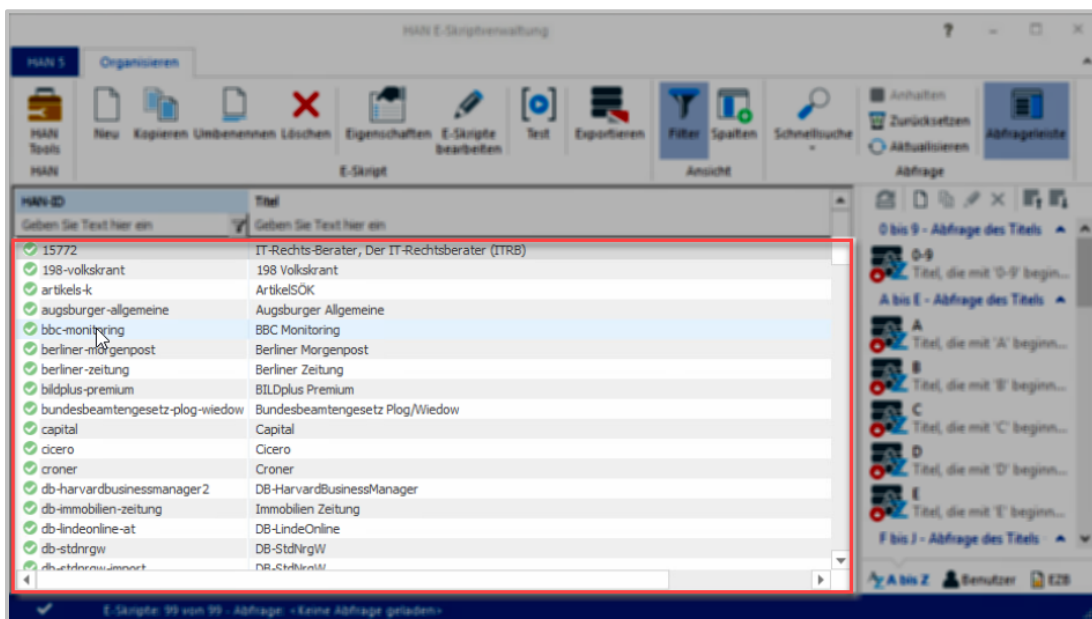 HAN E-Skriptverwaltung
HAN 5 Organisieren
HAN Tools
Neu Kopieren Umbenennen Löschen Eigenschaften E-Skripte bearbeiten Test Exportieren Filter Spalten Schnellsuche
Anhalten
Zurücksetzen
Aktualisieren
Abfrageleiste
HAN E-Skript Ansicht Abfrage
HAN-ID Titel
Geben Sie Text hier ein Geben Sie Text hier ein
15772 IT-Rechts-Berater, Der IT-Rechtsberater (ITRB)
198-volkskrant 198 Volkskrant
artikels-k ArtikelSÖK
augsburger-allgemeine Augsburger Allgemeine
bbc-monitoring BBC Monitoring
berliner-morgenpost Berliner Morgenpost
berliner-zeitung Berliner Zeitung
bildplus-premium BILDplus Premium
bundesbeamtengesetz-plog-wiedow Bundesbeamtengesetz Plog/Wiedow
capital Capital
cicero Cicero
croner Croner
db-harvardbusinessmanager2 DB-HarvardBusinessManager
db-immobilien-zeitung Immobilien Zeitung
db-lindeonline-at DB-LindeOnline
db-stdnrgw DB-StdNrgW
db-stdnrgw-import DB-StdNrgW
0 bis 9 - Abfrage des Titels
0-9
Titel, die mit '0-9' beginn...
A bis E - Abfrage des Titels
A
Titel, die mit 'A' beginn...
B
Titel, die mit 'B' beginn...
C
Titel, die mit 'C' beginn...
D
Titel, die mit 'D' beginn...
E
Titel, die mit 'E' beginn...
F bis J - Abfrage des Titels
A bis Z Benutzer EZB
E-Skripte: 99 von 99 - Abfrage: <Keine Abfrage geladen>